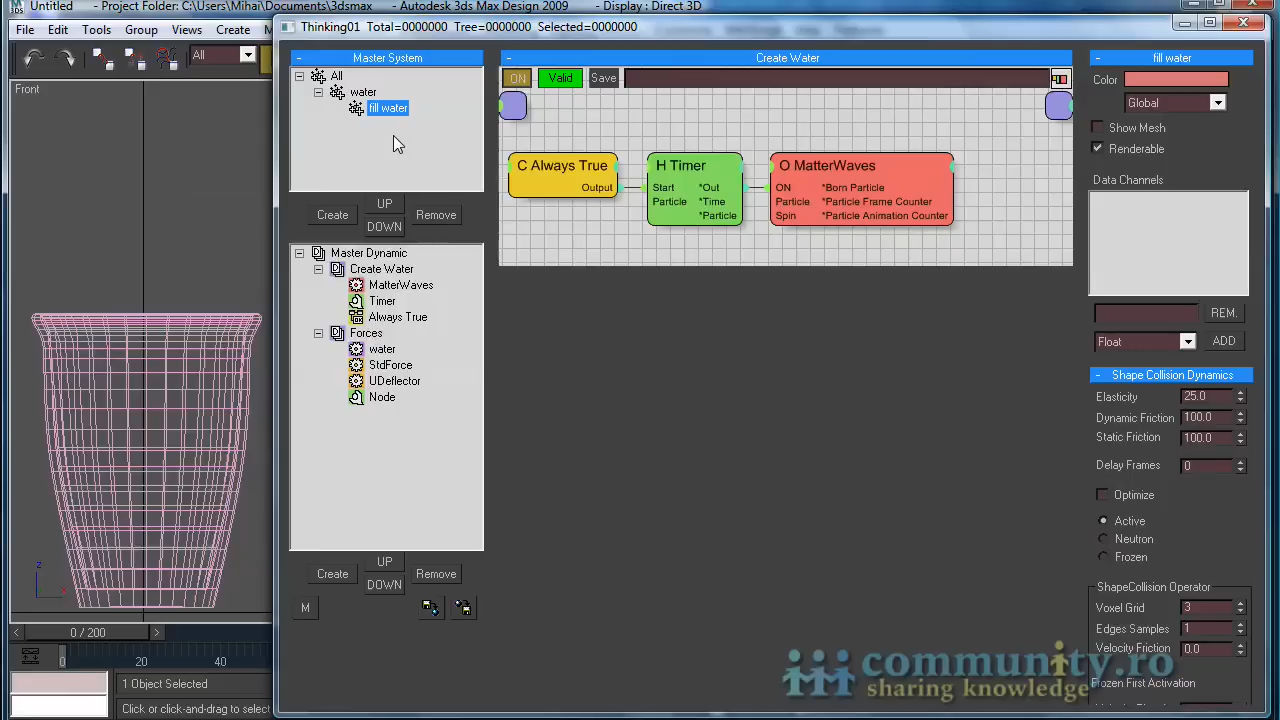 Untitled - Project Folder: C:\Users\Mihai\Documents\3dsmax - Autodesk 3ds Max Design 2009 - Display : Direct 3D
File Edit Tools Group Views Create
All
Front
Thinking01 Total=0000000 Tree=0000000 Selected=0000000
Master System
All
water
fill water
Create UP Remove
DOWN
Master Dynamic
Create Water
MatterWaves
Timer
Always True
Forces
water
StdForce
UDeflector
Node
Create UP Remove
DOWN
M
Create Water
ON Valid Save
C Always True
Output
H Timer
Start *Out
Particle *Time
*Particle
O MatterWaves
ON *Born Particle
Particle *Particle Frame Counter
Spin *Particle Animation Counter
fill water
Color
Global
Show Mesh
Renderable
Data Channels
REM.
Float ADD
Shape Collision Dynamics
Elasticity 25.0
Dynamic Friction 100.0
Static Friction 100.0
Delay Frames 0
Optimize
Active
Neutron
Frozen
ShapeCollision Operator
Voxel Grid 3
Edges Samples 1
Velocity Friction 0.0
Frozen First Activation
z
x
0 / 200
0 20 40
1 Object Selected
Click or click-and-drag to select
community.ro
sharing knowledge